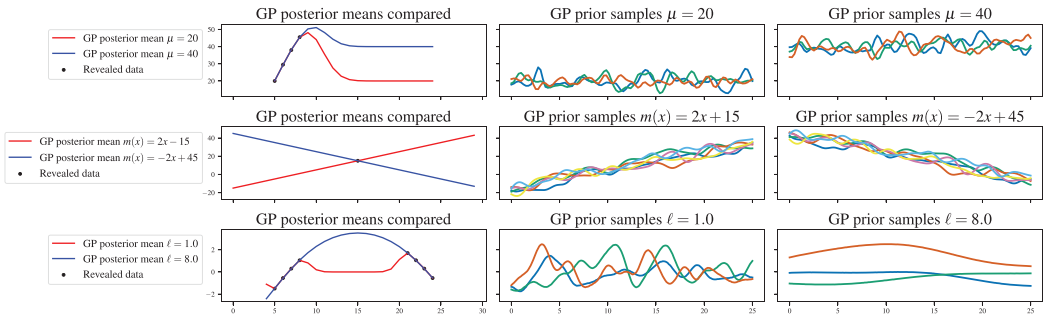 GP posterior means compared
GP prior samples μ = 20
GP prior samples μ = 40
GP posterior mean μ = 20
GP posterior mean μ = 40
Revealed data
50
40
30
20
GP posterior means compared
GP prior samples m(x) = 2x + 15
GP prior samples m(x) = −2x + 45
GP posterior mean m(x) = 2x − 15
GP posterior mean m(x) = −2x + 45
Revealed data
40
20
0
−20
GP posterior means compared
GP prior samples ℓ = 1.0
GP prior samples ℓ = 8.0
GP posterior mean ℓ = 1.0
GP posterior mean ℓ = 8.0
Revealed data
2
0
−2
0 5 10 15 20 25 30
0 5 10 15 20 25
0 5 10 15 20 25